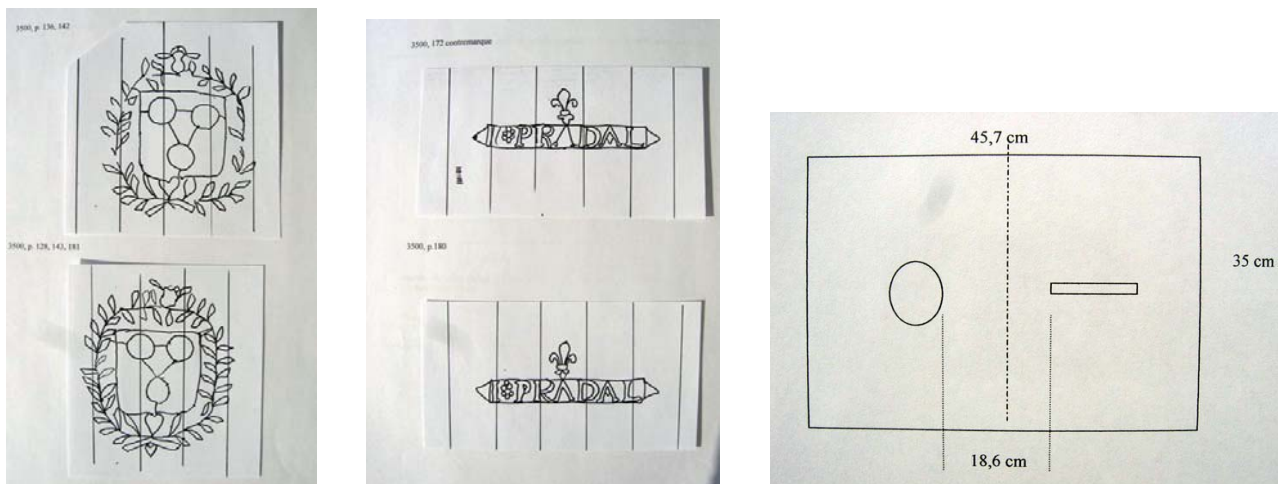 3500, p. 136, 142
3500, p. 128, 143, 181
3500, 172 contremarque
I PRADAL
3500, p.180
I PRADAL
45,7 cm
35 cm
18,6 cm